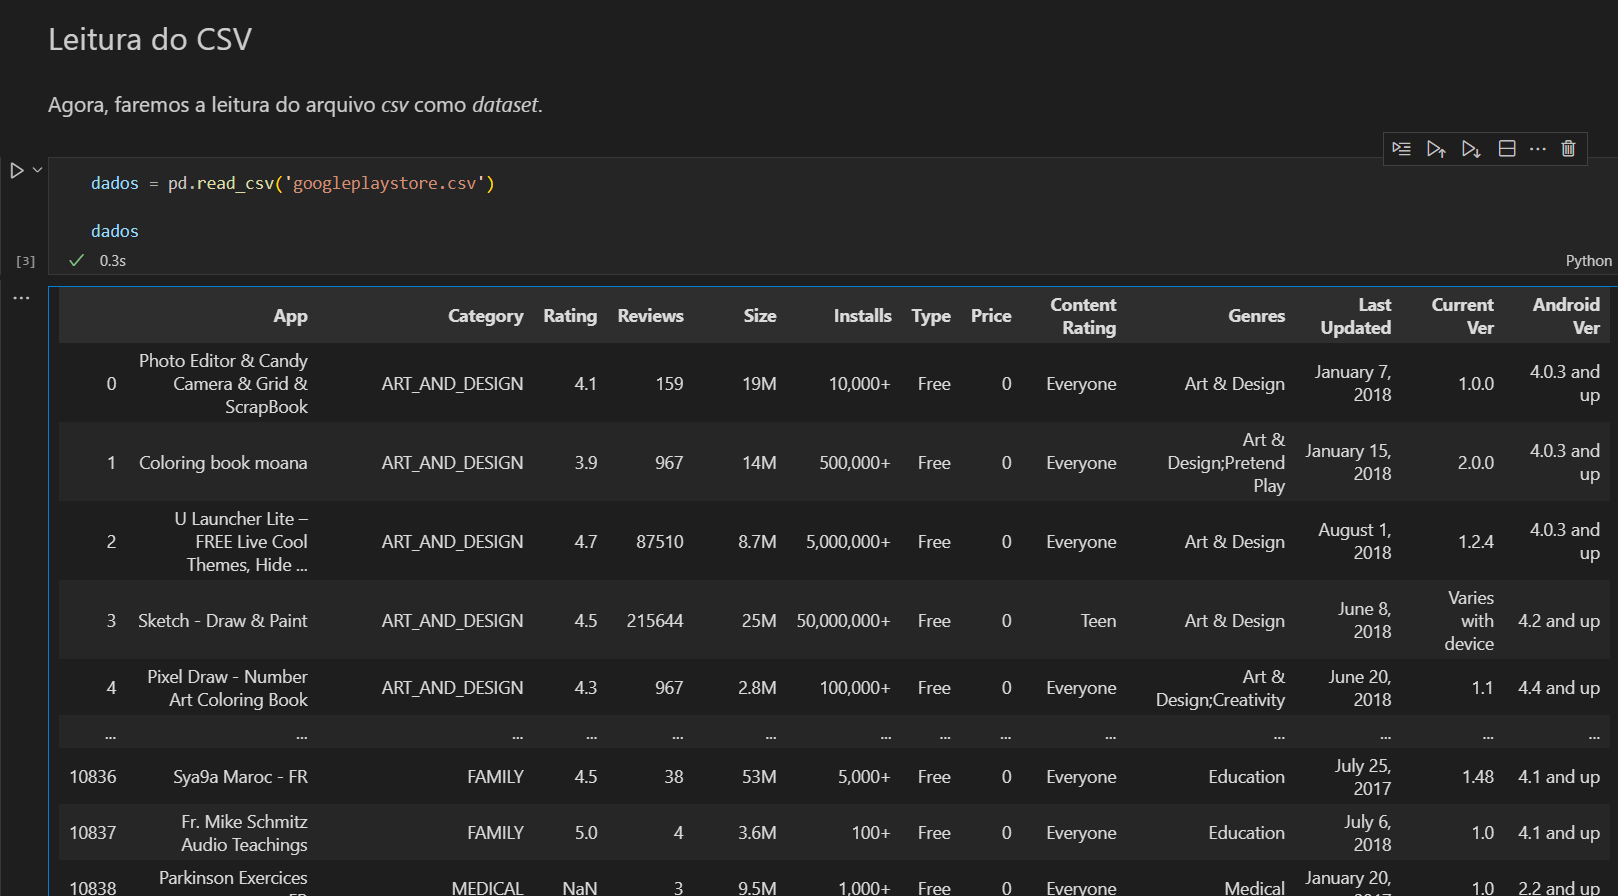 Leitura do CSV
Agora, faremos a leitura do arquivo csv como dataset.
dados = pd.read_csv('googleplaystore.csv')
dados
[3] 0.3s Python
App Category Rating Reviews Size Installs Type Price Content Rating Genres Last Updated Current Ver Android Ver
0 Photo Editor & Candy Camera & Grid & ScrapBook ART_AND_DESIGN 4.1 159 19M 10,000+ Free 0 Everyone Art & Design January 7, 2018 1.0.0 4.0.3 and up
1 Coloring book moana ART_AND_DESIGN 3.9 967 14M 500,000+ Free 0 Everyone Art & Design;Pretend Play January 15, 2018 2.0.0 4.0.3 and up
2 U Launcher Lite – FREE Live Cool Themes, Hide ... ART_AND_DESIGN 4.7 87510 8.7M 5,000,000+ Free 0 Everyone Art & Design August 1, 2018 1.2.4 4.0.3 and up
3 Sketch - Draw & Paint ART_AND_DESIGN 4.5 215644 25M 50,000,000+ Free 0 Teen Art & Design June 8, 2018 Varies with device 4.2 and up
4 Pixel Draw - Number Art Coloring Book ART_AND_DESIGN 4.3 967 2.8M 100,000+ Free 0 Everyone Art & Design;Creativity June 20, 2018 1.1 4.4 and up
... ... ... ... ... ... ... ... ... ... ... ... ... ...
10836 Sya9a Maroc - FR FAMILY 4.5 38 53M 5,000+ Free 0 Everyone Education July 25, 2017 1.48 4.1 and up
10837 Fr. Mike Schmitz Audio Teachings FAMILY 5.0 4 3.6M 100+ Free 0 Everyone Education July 6, 2018 1.0 4.1 and up
10838 Parkinson Exercices MEDICAL NaN 3 9.5M 1,000+ Free 0 Everyone Medical January 20, 1.0 2.2 and up